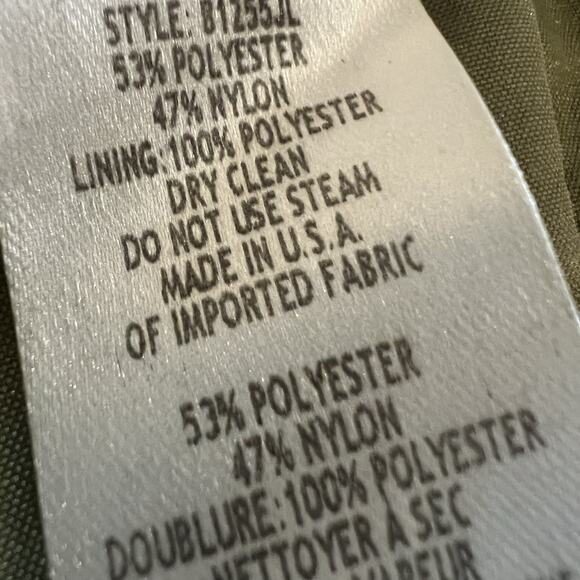 STYLE: B1255JL
53% POLYESTER
47% NYLON
LINING: 100% POLYESTER
DRY CLEAN
DO NOT USE STEAM
MADE IN U.S.A.
OF IMPORTED FABRIC
53% POLYESTER
47% NYLON
DOUBLURE: 100% POLYESTER
NETTOYER À SEC
VAPEUR